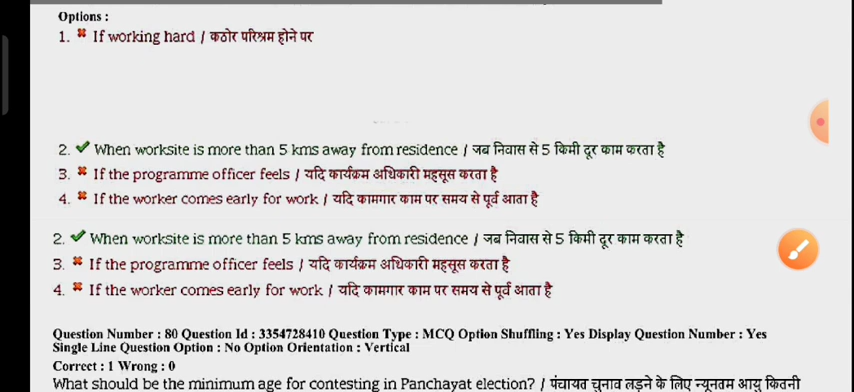 Options :
1. ✖ If working hard / कठोर परिश्रम होने पर
2. ✔ When worksite is more than 5 kms away from residence / जब निवास से 5 किमी दूर काम करता है
3. ✖ If the programme officer feels / यदि कार्यक्रम अधिकारी महसूस करता है
4. ✖ If the worker comes early for work / यदि कामगार काम पर समय से पूर्व आता है
2. ✔ When worksite is more than 5 kms away from residence / जब निवास से 5 किमी दूर काम करता है
3. ✖ If the programme officer feels / यदि कार्यक्रम अधिकारी महसूस करता है
4. ✖ If the worker comes early for work / यदि कामगार काम पर समय से पूर्व आता है
Question Number : 80 Question Id : 3354728410 Question Type : MCQ Option Shuffling : Yes Display Question Number : Yes
Single Line Question Option : No Option Orientation : Vertical
Correct : 1 Wrong : 0
What should be the minimum age for contesting in Panchayat election? / पंचायत चुनाव लड़ने के लिए न्यूनतम आयु कितनी